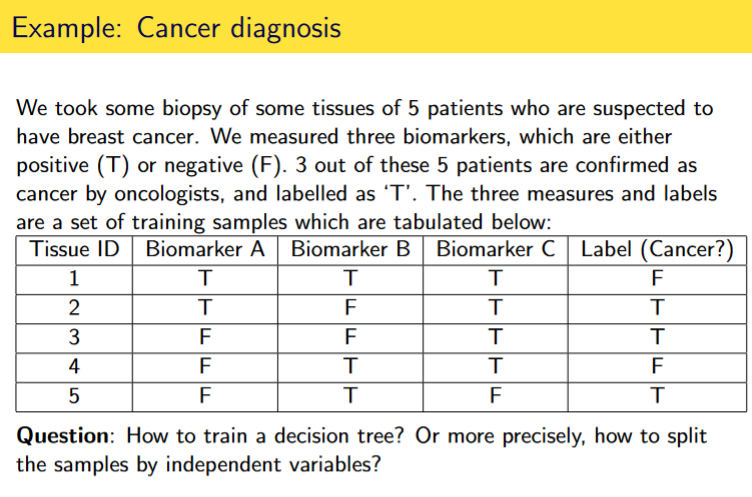 Example: Cancer diagnosis
We took some biopsy of some tissues of 5 patients who are suspected to
have breast cancer. We measured three biomarkers, which are either
positive (T) or negative (F). 3 out of these 5 patients are confirmed as
cancer by oncologists, and labelled as ‘T’. The three measures and labels
are a set of training samples which are tabulated below:
Tissue ID Biomarker A Biomarker B Biomarker C Label (Cancer?)
1 T T T F
2 T F T T
3 F F T T
4 F T T F
5 F T F T
Question: How to train a decision tree? Or more precisely, how to split
the samples by independent variables?